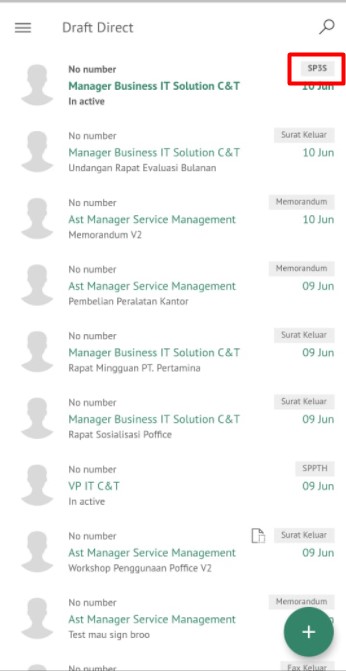 Draft Direct
No number SP3S
Manager Business IT Solution C&T 10 Jun
In active
No number Surat Keluar
Manager Business IT Solution C&T 10 Jun
Undangan Rapat Evaluasi Bulanan
No number Memorandum
Ast Manager Service Management 10 Jun
Memorandum V2
No number Memorandum
Ast Manager Service Management 09 Jun
Pembelian Peralatan Kantor
No number Surat Keluar
Manager Business IT Solution C&T 09 Jun
Rapat Mingguan PT. Pertamina
No number Surat Keluar
Manager Business IT Solution C&T 09 Jun
Rapat Sosialisasi Poffice
No number SPPTH
VP IT C&T 09 Jun
In active
No number Surat Keluar
Ast Manager Service Management 09 Jun
Workshop Penggunaan Poffice V2
No number Memorandum
Ast Manager Service Management
Test mau sign broo
No number Fax Keluar